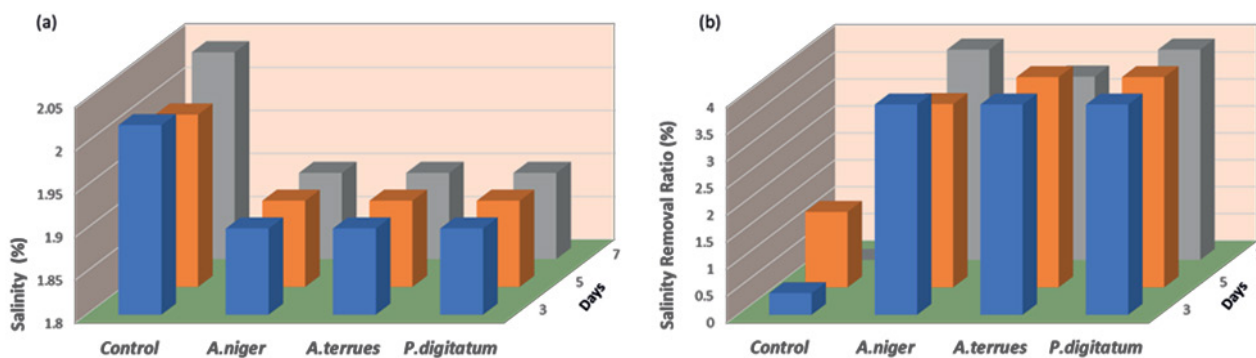 (a)
Salinity (%)
2.05
2
1.95
1.9
1.85
1.8
Control
A.niger
A.terrues
P.digitatum
3
5
7
Days
(b)
Salinity Removal Ratio (%)
4
3.5
3
2.5
2
1.5
1
0.5
0
Control
A.niger
A.terrues
P.digitatum
3
5
Days